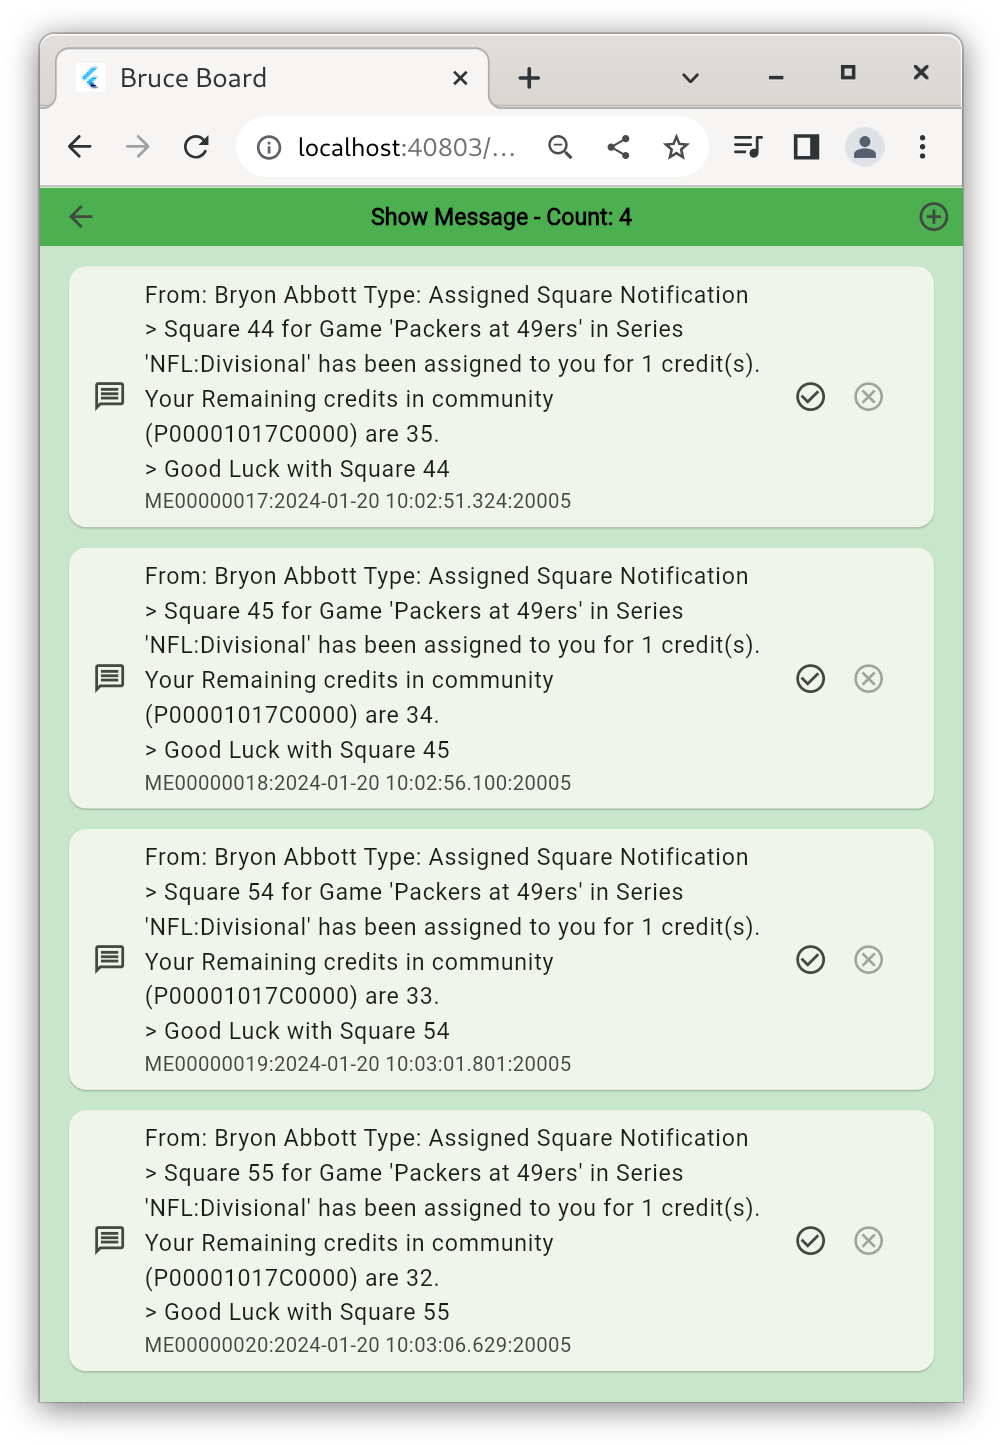 Bruce Board
localhost:40803/...
Show Message - Count: 4
From: Bryon Abbott Type: Assigned Square Notification
> Square 44 for Game 'Packers at 49ers' in Series
'NFL:Divisional' has been assigned to you for 1 credit(s).
Your Remaining credits in community
(P00001017C0000) are 35.
> Good Luck with Square 44
ME00000017:2024-01-20 10:02:51.324:20005
From: Bryon Abbott Type: Assigned Square Notification
> Square 45 for Game 'Packers at 49ers' in Series
'NFL:Divisional' has been assigned to you for 1 credit(s).
Your Remaining credits in community
(P00001017C0000) are 34.
> Good Luck with Square 45
ME00000018:2024-01-20 10:02:56.100:20005
From: Bryon Abbott Type: Assigned Square Notification
> Square 54 for Game 'Packers at 49ers' in Series
'NFL:Divisional' has been assigned to you for 1 credit(s).
Your Remaining credits in community
(P00001017C0000) are 33.
> Good Luck with Square 54
ME00000019:2024-01-20 10:03:01.801:20005
From: Bryon Abbott Type: Assigned Square Notification
> Square 55 for Game 'Packers at 49ers' in Series
'NFL:Divisional' has been assigned to you for 1 credit(s).
Your Remaining credits in community
(P00001017C0000) are 32.
> Good Luck with Square 55
ME00000020:2024-01-20 10:03:06.629:20005